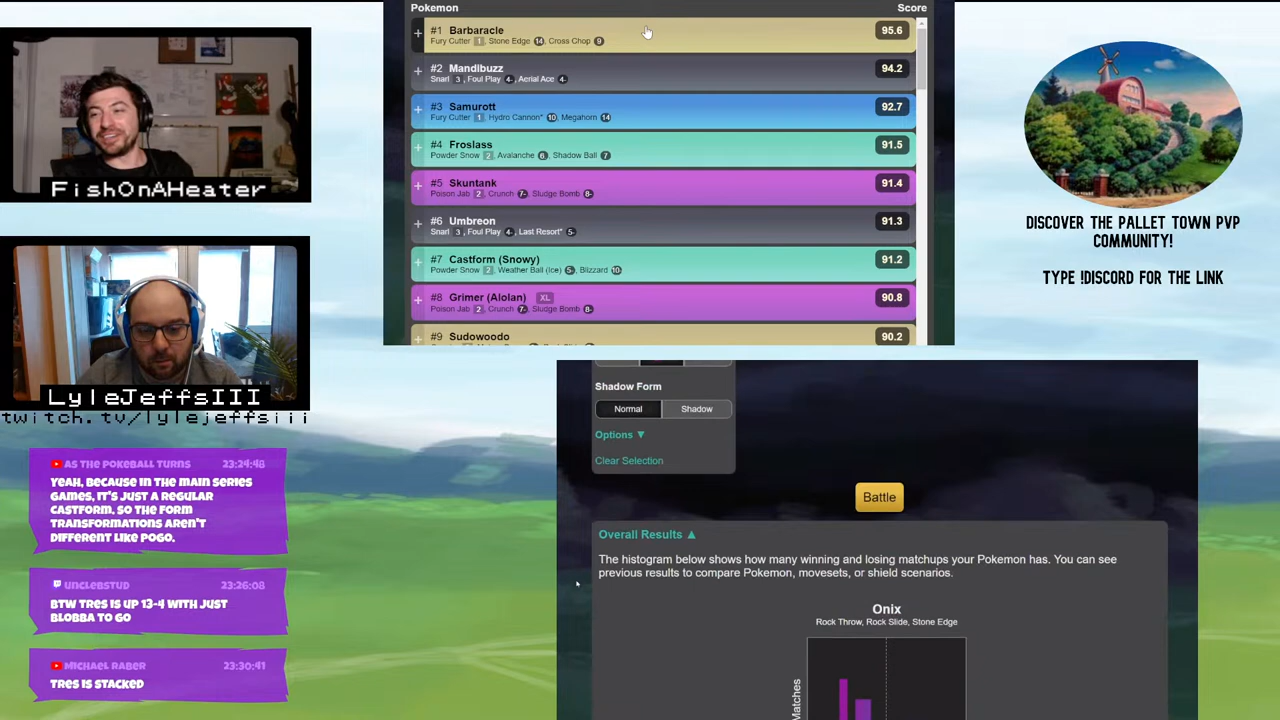 FishOnAHeater
LyleJeffsIII
twitch.tv/lylejeffsiii
AS THE POKEBALL TURNS 23:24:48
YEAH, BECAUSE IN THE MAIN SERIES
GAMES, IT'S JUST A REGULAR
CASTFORM, SO THE FORM
TRANSFORMATIONS AREN'T
DIFFERENT LIKE POGO.
UNCLEBSTUD 23:26:08
BTW TRES IS UP 13-4 WITH JUST
BLOBBA TO GO
MICHAEL RABER 23:30:41
TRES IS STACKED
Pokemon Score
#1 Barbaracle 95.6
Fury Cutter 1, Stone Edge 14, Cross Chop 9
#2 Mandibuzz 94.2
Snarl 3, Foul Play 4-, Aerial Ace 4-
#3 Samurott 92.7
Fury Cutter 1, Hydro Cannon* 10, Megahorn 14
#4 Froslass 91.5
Powder Snow 2, Avalanche 6, Shadow Ball 7
#5 Skuntank 91.4
Poison Jab 2, Crunch 7-, Sludge Bomb 8-
#6 Umbreon 91.3
Snarl 3, Foul Play 4-, Last Resort* 5-
#7 Castform (Snowy) 91.2
Powder Snow 2, Weather Ball (Ice) 5-, Blizzard 10-
#8 Grimer (Alolan) XL 90.8
Poison Jab 2, Crunch 7-, Sludge Bomb 8-
#9 Sudowoodo 90.2
Shadow Form
Normal Shadow
Options ▼
Clear Selection
Battle
Overall Results ▲
The histogram below shows how many winning and losing matchups your Pokemon has. You can see
previous results to compare Pokemon, movesets, or shield scenarios.
Onix
Rock Throw, Rock Slide, Stone Edge
Matches
DISCOVER THE PALLET TOWN PVP
COMMUNITY!
TYPE !DISCORD FOR THE LINK